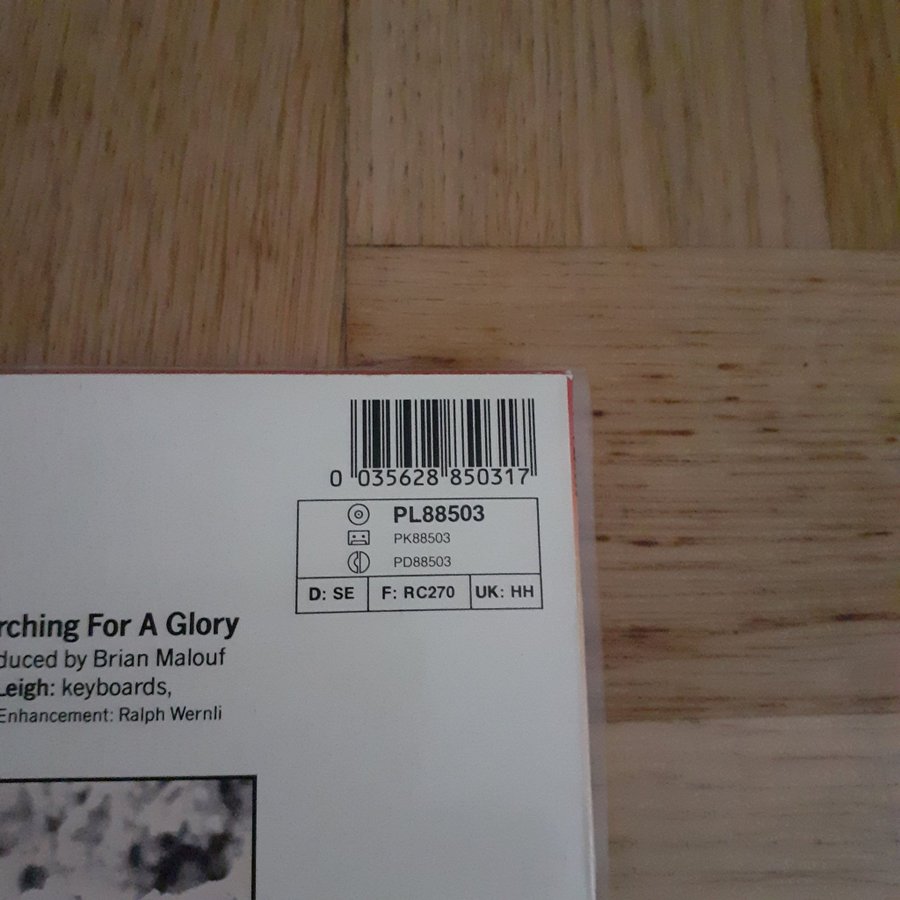 0 035628 850317
PL88503
PK88503
PD88503
D: SE F: RC270 UK: HH
rching For A Glory
duced by Brian Malouf
Leigh: keyboards,
Enhancement: Ralph Wernli